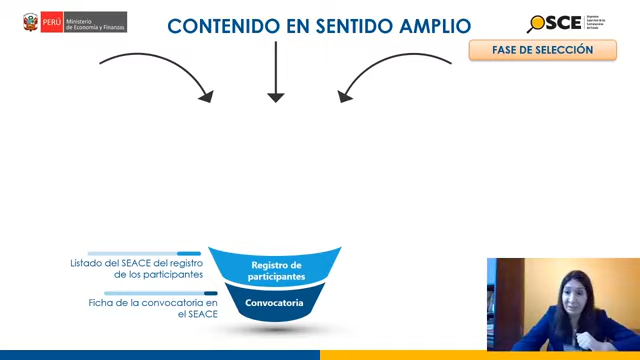 PERÚ
Ministerio
de Economía y Finanzas
CONTENIDO EN SENTIDO AMPLIO
OSCE
FASE DE SELECCIÓN
Listado del SEACE del registro
de los participantes
Registro de
participantes
Ficha de la convocatoria en
el SEACE
Convocatoria